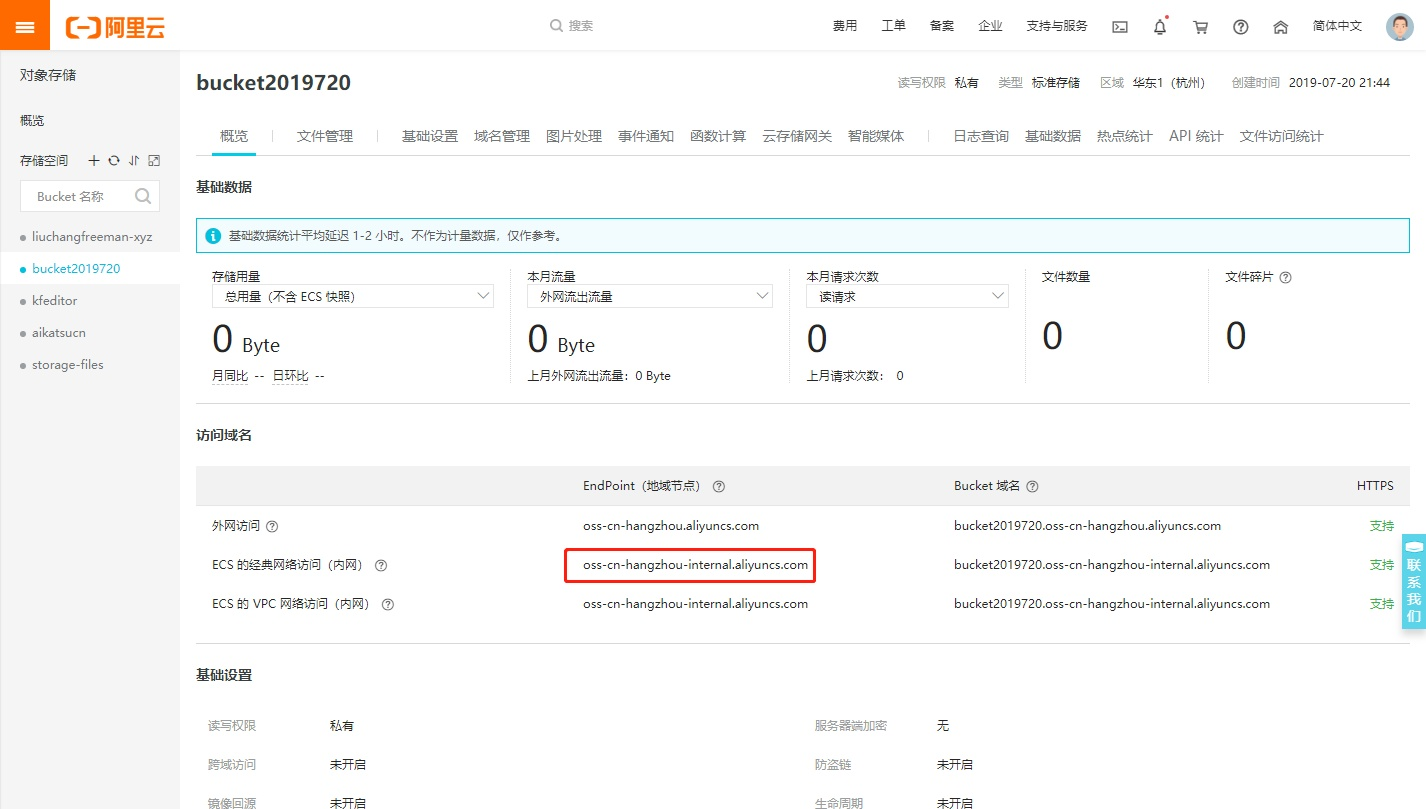 阿里云
搜索
费用 工单 备案 企业 支持与服务 简体中文
对象存储
概览
存储空间
Bucket 名称
liuchangfreeman-xyz
bucket2019720
kfeditor
aikatsucn
storage-files
bucket2019720
读写权限 私有 类型 标准存储 区域 华东1（杭州） 创建时间 2019-07-20 21:44
概览 文件管理 基础设置 域名管理 图片处理 事件通知 函数计算 云存储网关 智能媒体 日志查询 基础数据 热点统计 API 统计 文件访问统计
基础数据
基础数据统计平均延迟 1-2 小时。不作为计量数据，仅作参考。
存储用量 本月流量 本月请求次数 文件数量 文件碎片
总用量（不含 ECS 快照） 外网流出流量 读请求
0 Byte 0 Byte 0 0 0
月同比 -- 日环比 -- 上月外网流出流量：0 Byte 上月请求次数： 0
访问域名
EndPoint（地域节点） Bucket 域名 HTTPS
外网访问 oss-cn-hangzhou.aliyuncs.com bucket2019720.oss-cn-hangzhou.aliyuncs.com 支持
ECS 的经典网络访问（内网） oss-cn-hangzhou-internal.aliyuncs.com bucket2019720.oss-cn-hangzhou-internal.aliyuncs.com 支持
ECS 的 VPC 网络访问（内网） oss-cn-hangzhou-internal.aliyuncs.com bucket2019720.oss-cn-hangzhou-internal.aliyuncs.com 支持
联系我们
基础设置
读写权限 私有 服务器端加密 无
跨域访问 未开启 防盗链 未开启
镜像回源 未开启 生命周期 未开启